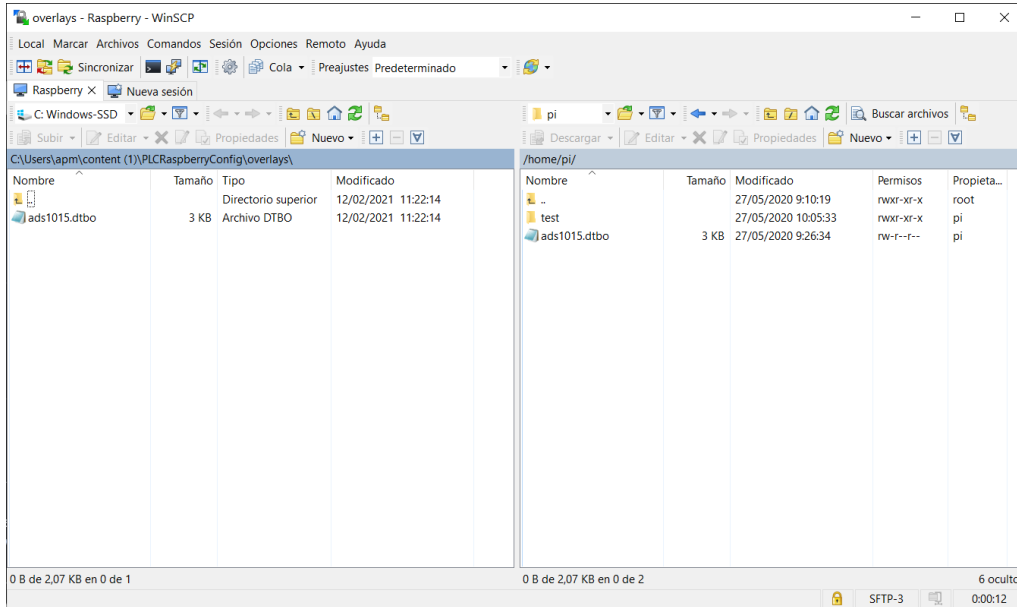 overlays - Raspberry - WinSCP
Local Marcar Archivos Comandos Sesión Opciones Remoto Ayuda
Sincronizar Cola Preajustes Predeterminado
Raspberry Nueva sesión
C: Windows-SSD
Subir Editar Propiedades Nuevo
C:\Users\apm\content (1)\PLCRaspberryConfig\overlays\
Nombre Tamaño Tipo Modificado
.. Directorio superior 12/02/2021 11:22:14
ads1015.dtbo 3 KB Archivo DTBO 12/02/2021 11:22:14
0 B de 2,07 KB en 0 de 1
pi Buscar archivos
Descargar Editar Propiedades Nuevo
/home/pi/
Nombre Tamaño Modificado Permisos Propieta...
.. 27/05/2020 9:10:19 rwxr-xr-x root
test 27/05/2020 10:05:33 rwxr-xr-x pi
ads1015.dtbo 3 KB 27/05/2020 9:26:34 rw-r--r-- pi
0 B de 2,07 KB en 0 de 2 6 oculto
SFTP-3 0:00:12